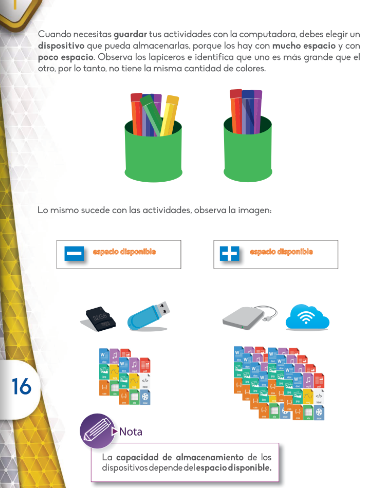 Cuando necesitas guardar tus actividades con la computadora, debes elegir un
dispositivo que pueda almacenarlas, porque los hay con mucho espacio y con
poco espacio. Observa los lapiceros e identifica que uno es más grande que el
otro, por lo tanto, no tiene la misma cantidad de colores.
Lo mismo sucede con las actividades, observa la imagen:
espacio disponible
espacio disponible
16
Nota
La capacidad de almacenamiento de los
dispositivos depende del espacio disponible.